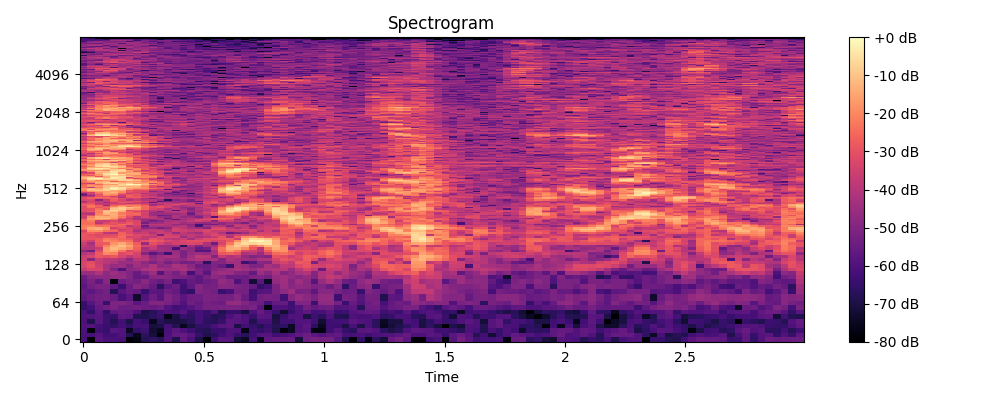 Spectrogram
Hz
4096
2048
1024
512
256
128
64
0
0
0.5
1
1.5
2
2.5
Time
+0 dB
-10 dB
-20 dB
-30 dB
-40 dB
-50 dB
-60 dB
-70 dB
-80 dB